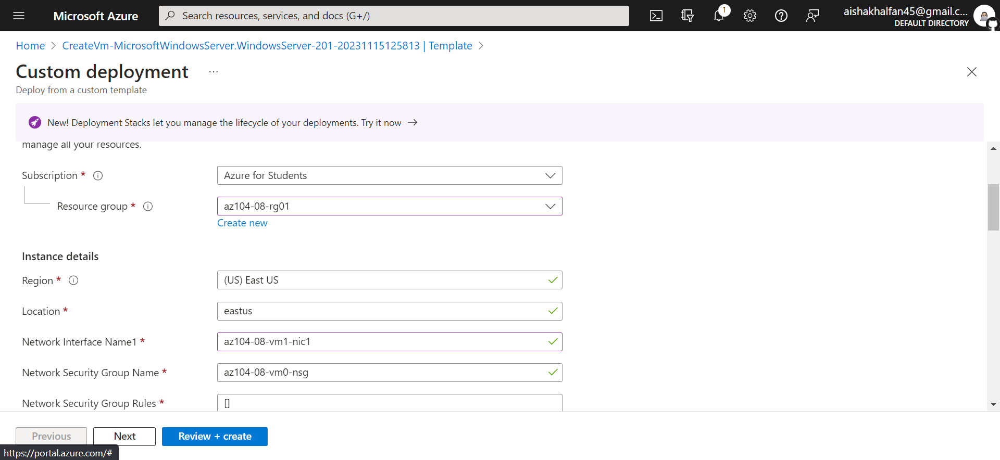 Microsoft Azure
Search resources, services, and docs (G+/)
1
aishakhalfan45@gmail.c...
DEFAULT DIRECTORY
Home > CreateVm-MicrosoftWindowsServer.WindowsServer-201-20231115125813 | Template >
Custom deployment ...
Deploy from a custom template
New! Deployment Stacks let you manage the lifecycle of your deployments. Try it now →
manage all your resources.
Subscription *
Azure for Students
Resource group *
az104-08-rg01
Create new
Instance details
Region *
(US) East US
Location *
eastus
Network Interface Name1 *
az104-08-vm1-nic1
Network Security Group Name *
az104-08-vm0-nsg
Network Security Group Rules *
[]
Previous
Next
Review + create
https://portal.azure.com/#